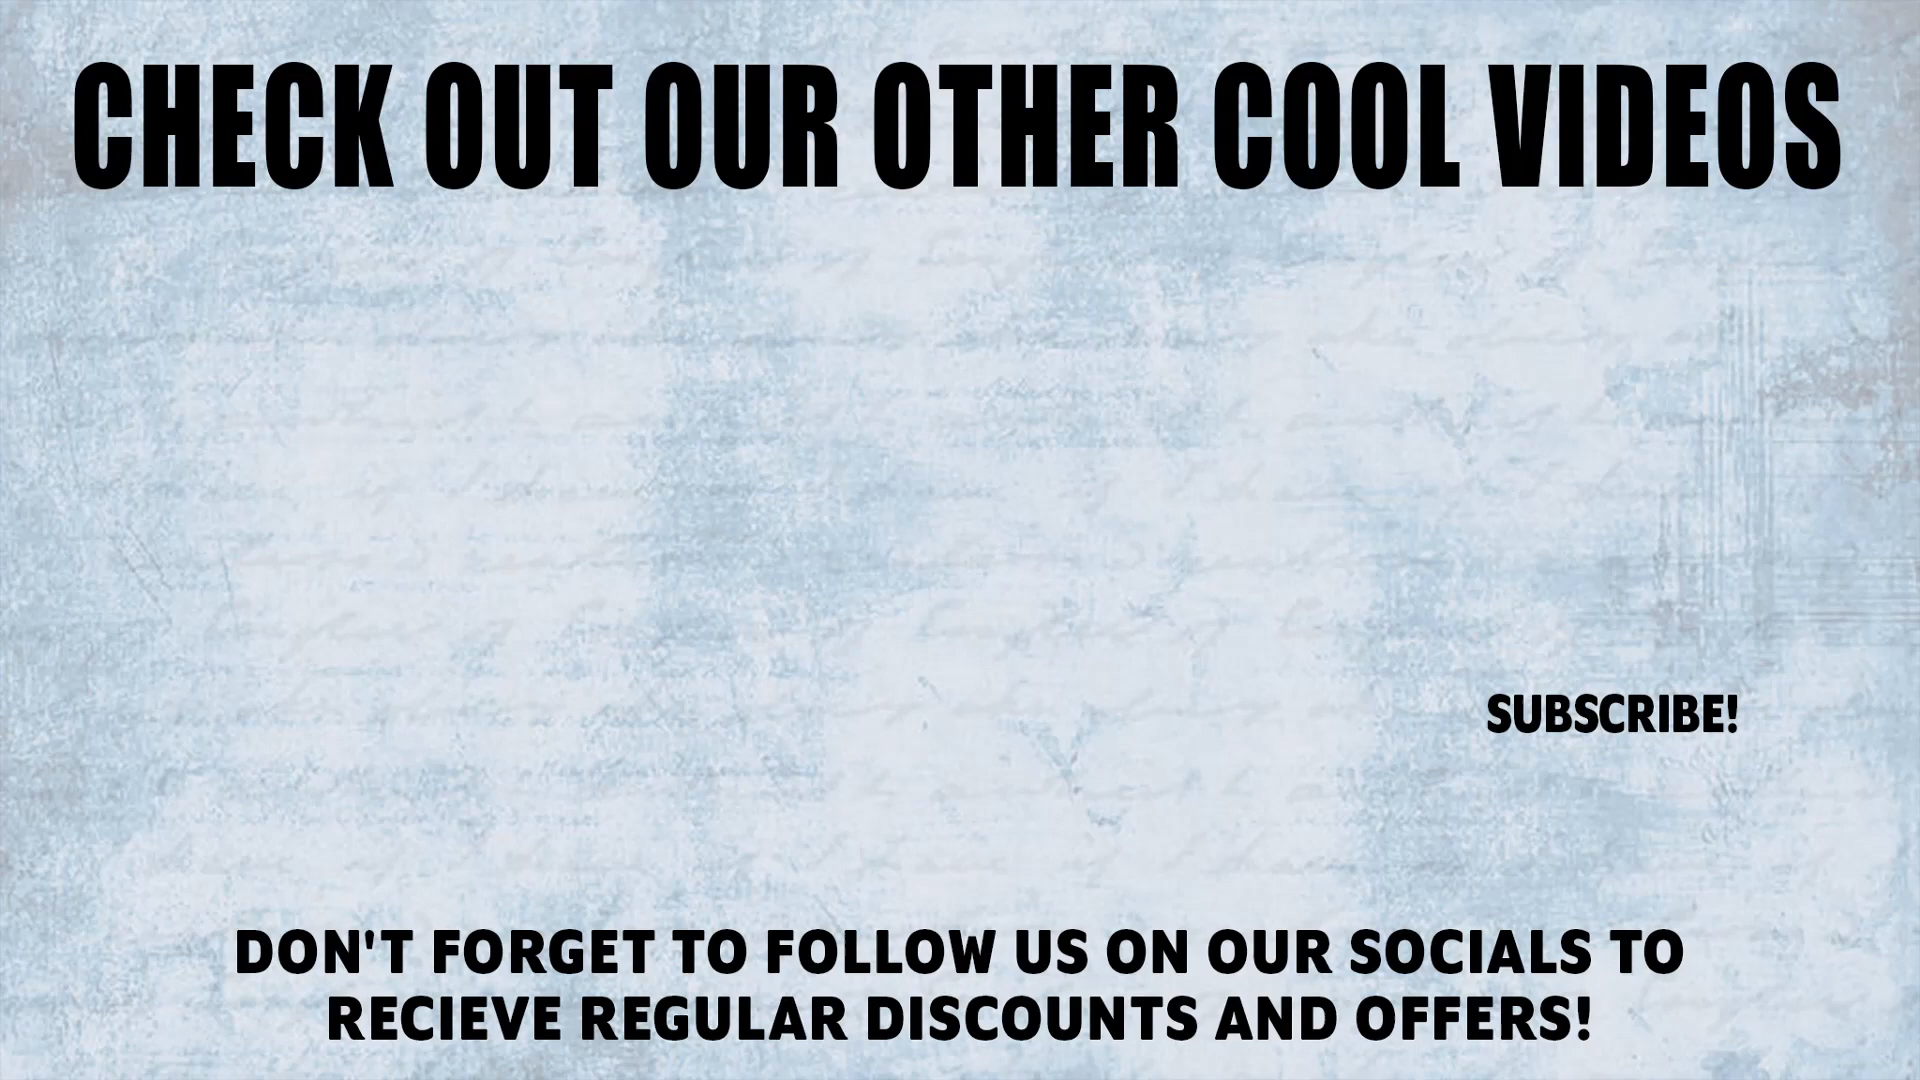 CHECK OUT OUR OTHER COOL VIDEOS
SUBSCRIBE!
DON'T FORGET TO FOLLOW US ON OUR SOCIALS TO
RECIEVE REGULAR DISCOUNTS AND OFFERS!